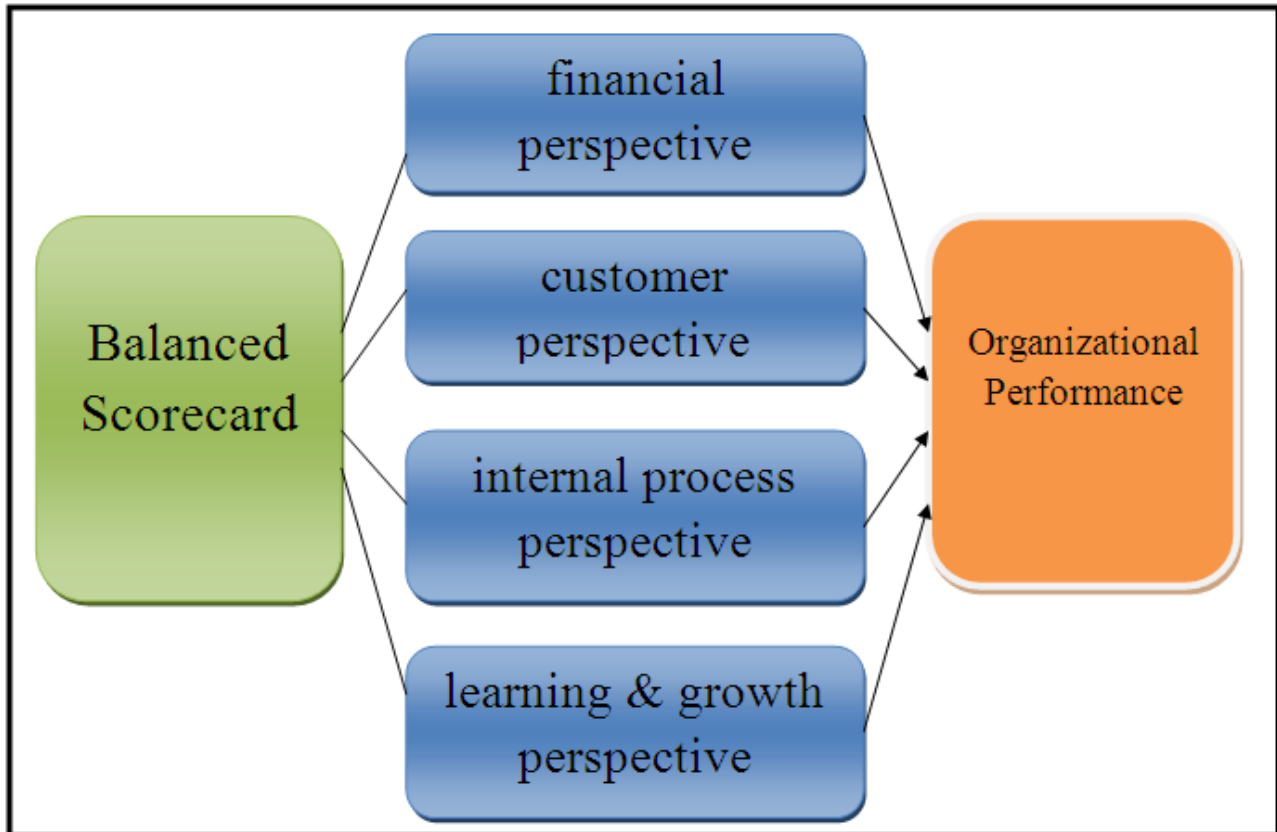 financial
perspective
customer
perspective
Balanced
Scorecard
Organizational
Performance
internal process
perspective
learning & growth
perspective